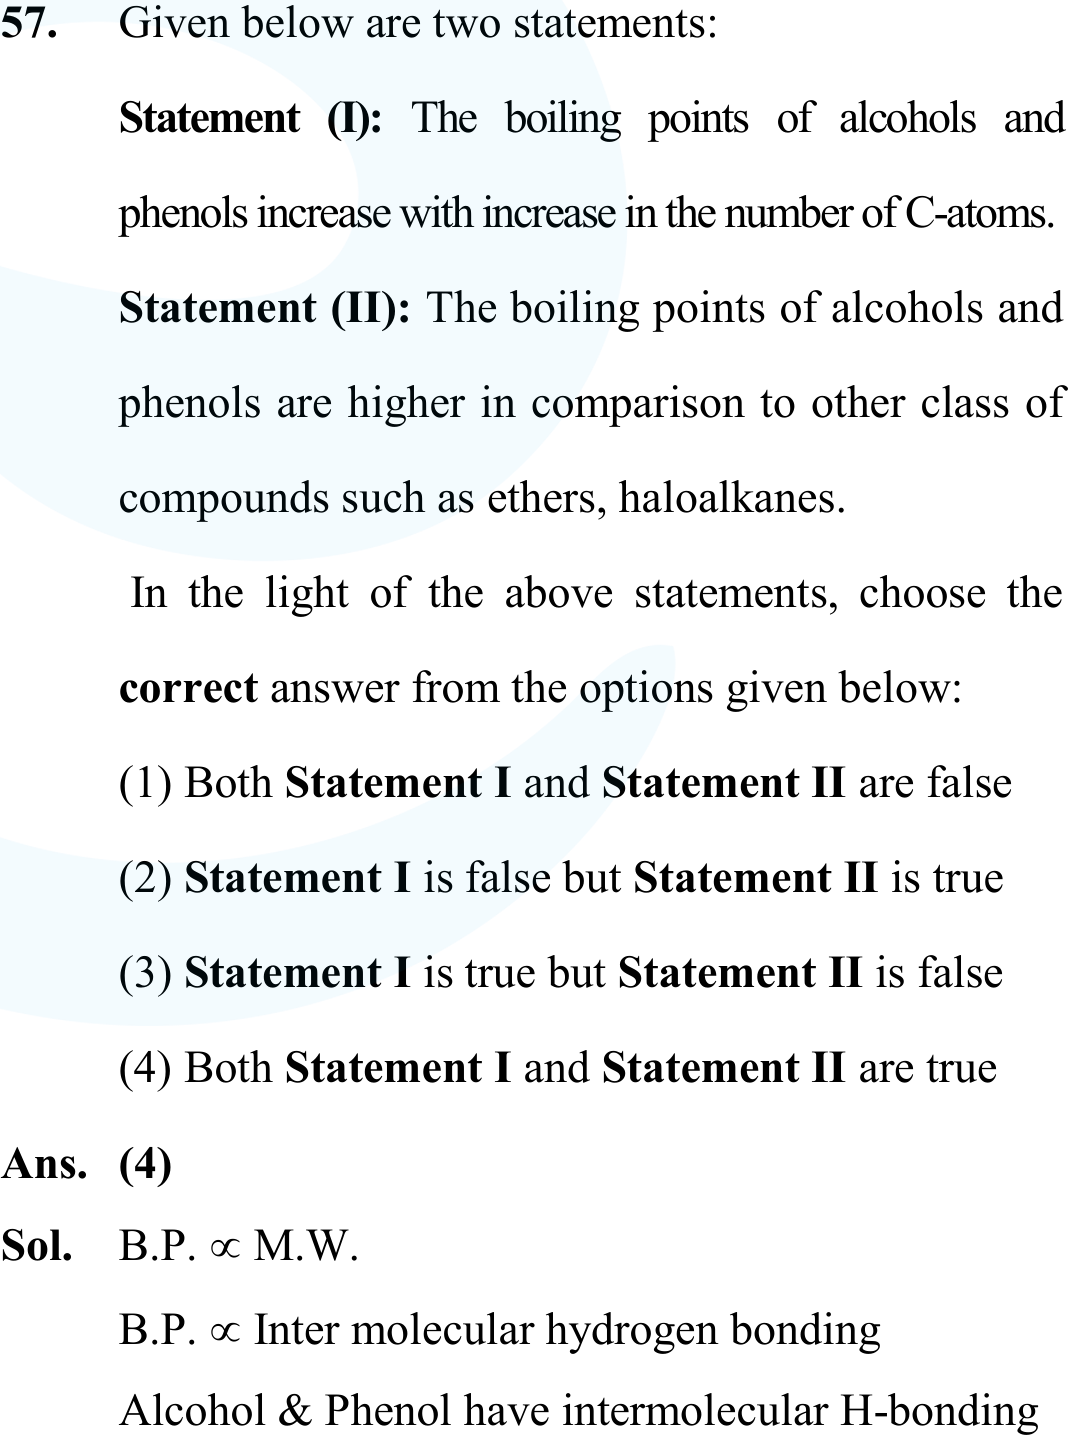 57. Given below are two statements:
Statement (I): The boiling points of alcohols and
phenols increase with increase in the number of C-atoms.
Statement (II): The boiling points of alcohols and
phenols are higher in comparison to other class of
compounds such as ethers, haloalkanes.
In the light of the above statements, choose the
correct answer from the options given below:
(1) Both Statement I and Statement II are false
(2) Statement I is false but Statement II is true
(3) Statement I is true but Statement II is false
(4) Both Statement I and Statement II are true
Ans. (4)
Sol. B.P. ∝ M.W.
B.P. ∝ Inter molecular hydrogen bonding
Alcohol & Phenol have intermolecular H-bonding